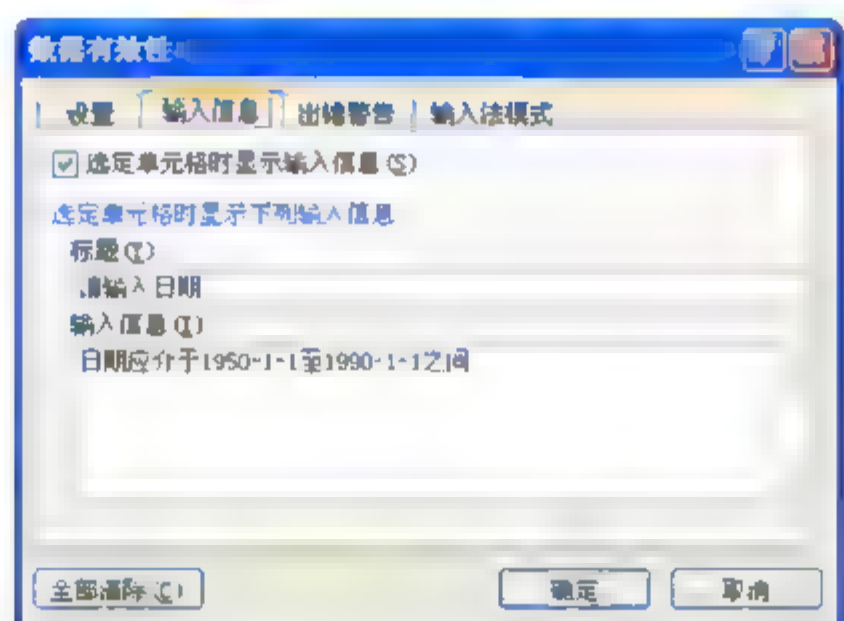 数据有效性
设置 输入信息 出错警告 输入法模式
选定单元格时显示输入信息(S)
选定单元格时显示下列输入信息
标题(T)
请输入日期
输入信息(I)
日期应介于1950-1-1至1990-1-1之间
全部清除(C) 确定 取消